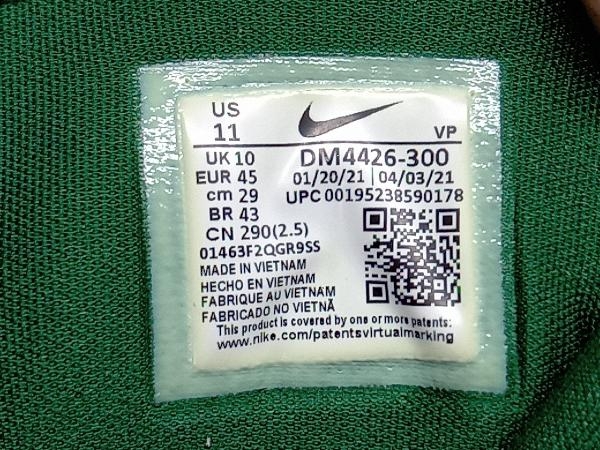 US
11
VP
UK 10
DM4426-300
EUR 45
01/20/21 | 04/03/21
cm 29
UPC 00195238590178
BR 43
CN 290(2.5)
01463F2QGR9SS
MADE IN VIETNAM
HECHO EN VIETNAM
FABRIQUE AU VIETNAM
FABRICADO NO VIETNÃ
This product is covered by one or more patents:
www.nike.com/patentsvirtualmarking